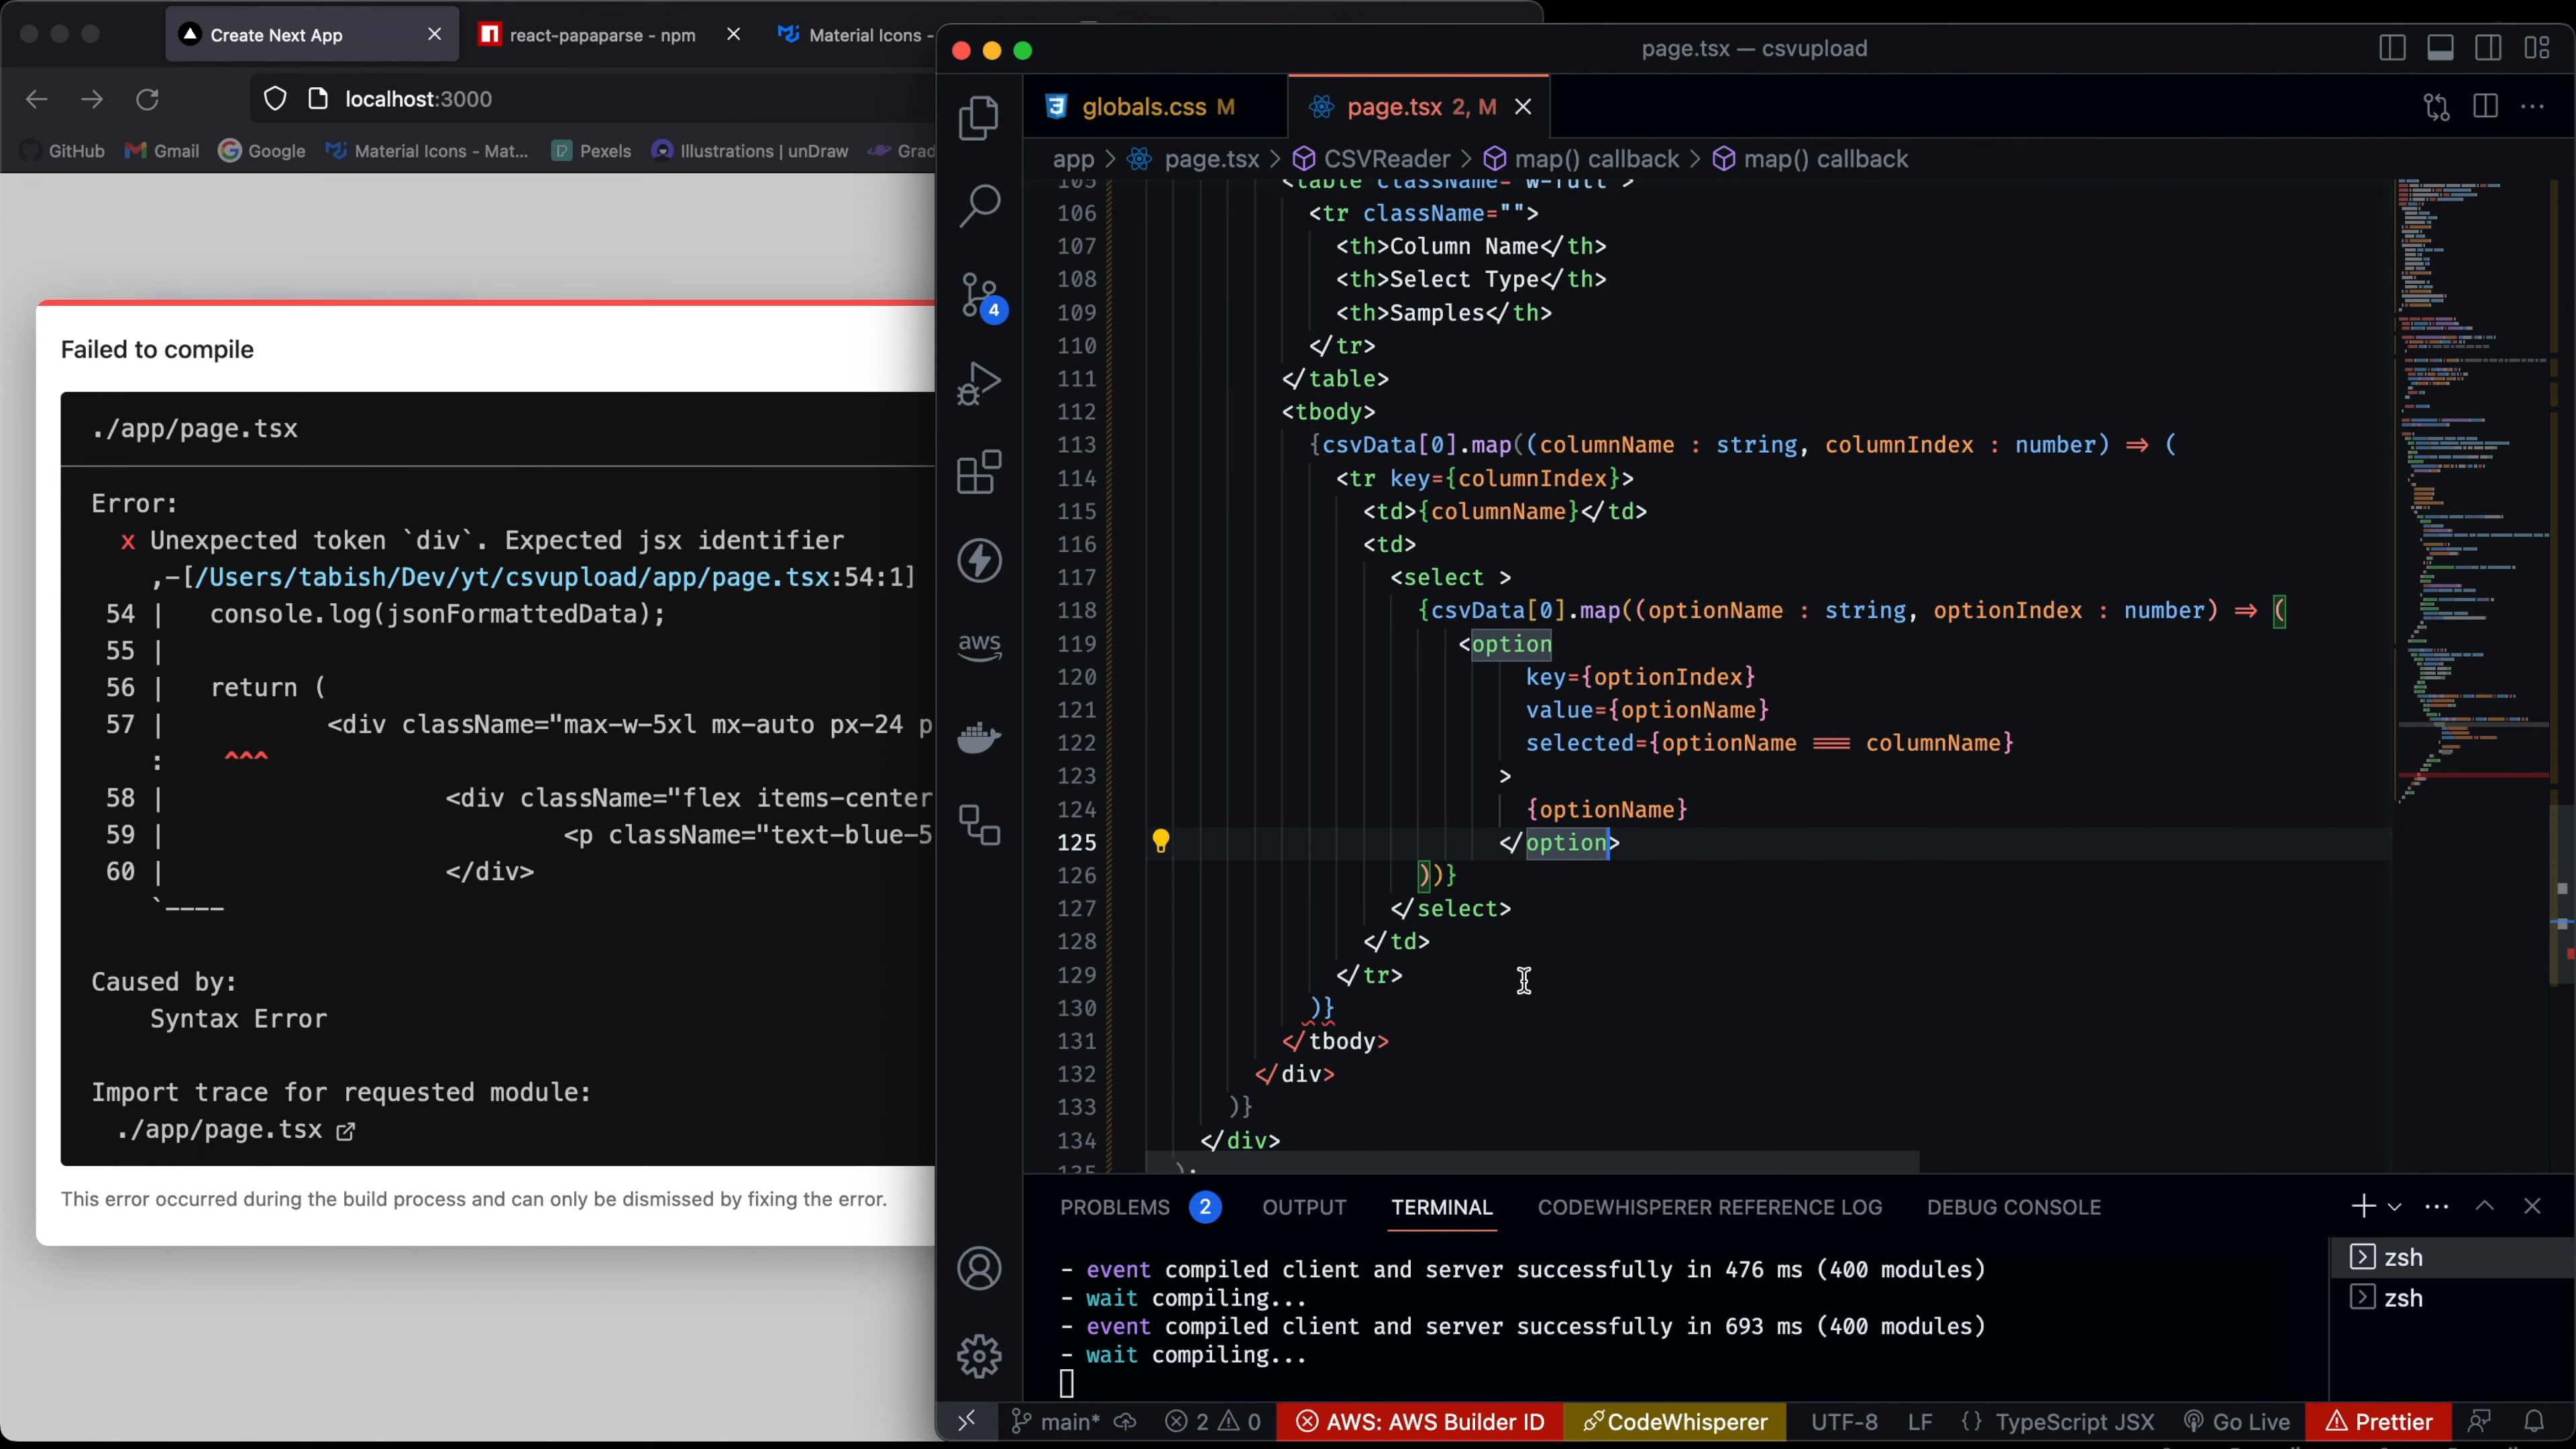 Create Next App
react-papaparse - npm
Material Icons -
localhost:3000
GitHub
Gmail
Google
Material Icons - Mat...
Pexels
Illustrations | unDraw
Grad
Failed to compile
./app/page.tsx
Error:
x Unexpected token `div`. Expected jsx identifier
,-[/Users/tabish/Dev/yt/csvupload/app/page.tsx:54:1]
54 | console.log(jsonFormattedData);
55 |
56 | return (
57 | <div className="max-w-5xl mx-auto px-24 p
: ^^^
58 | <div className="flex items-center
59 | <p className="text-blue-5
60 | </div>
`----
Caused by:
Syntax Error
Import trace for requested module:
./app/page.tsx
This error occurred during the build process and can only be dismissed by fixing the error.
page.tsx — csvupload
globals.css M
page.tsx 2, M
app > page.tsx > CSVReader > map() callback > map() callback
4
aws
105 <table className="w-full">
106 <tr className="">
107 <th>Column Name</th>
108 <th>Select Type</th>
109 <th>Samples</th>
110 </tr>
111 </table>
112 <tbody>
113 {csvData[0].map((columnName : string, columnIndex : number) => (
114 <tr key={columnIndex}>
115 <td>{columnName}</td>
116 <td>
117 <select >
118 {csvData[0].map((optionName : string, optionIndex : number) => (
119 <option
120 key={optionIndex}
121 value={optionName}
122 selected={optionName === columnName}
123 >
124 {optionName}
125 </option>
126 ))}
127 </select>
128 </td>
129 </tr>
130 )}
131 </tbody>
132 </div>
133 )}
134 </div>
135 );
PROBLEMS 2
OUTPUT
TERMINAL
CODEWHISPERER REFERENCE LOG
DEBUG CONSOLE
- event compiled client and server successfully in 476 ms (400 modules)
- wait compiling...
- event compiled client and server successfully in 693 ms (400 modules)
- wait compiling...
zsh
zsh
main*
2
0
AWS: AWS Builder ID
CodeWhisperer
UTF-8
LF
{ } TypeScript JSX
Go Live
Prettier